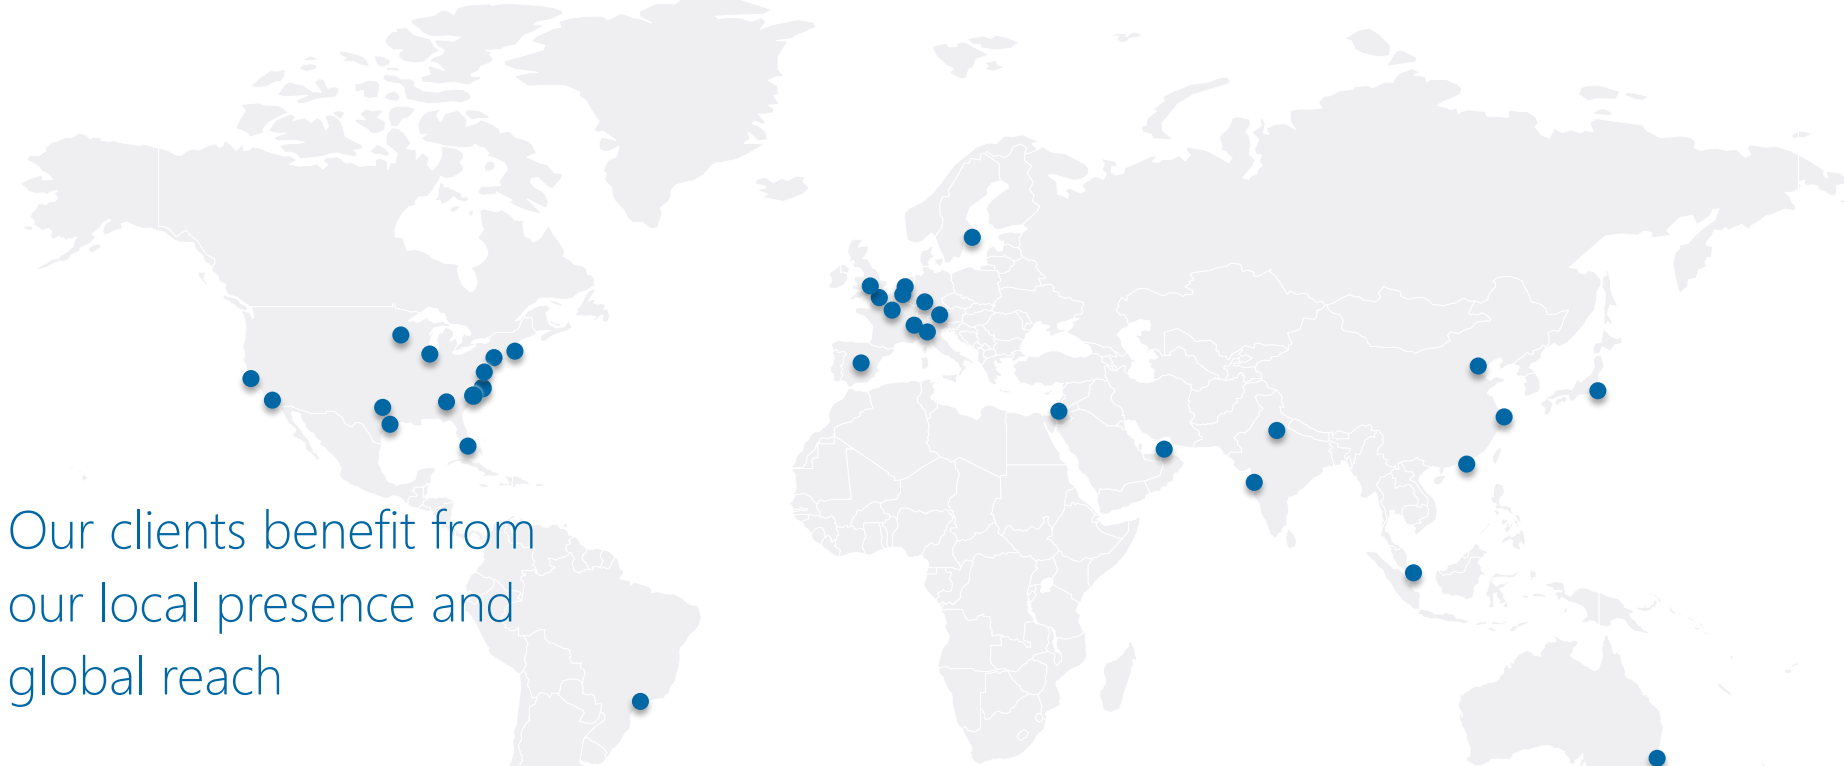 Our clients benefit from
our local presence and
global reach